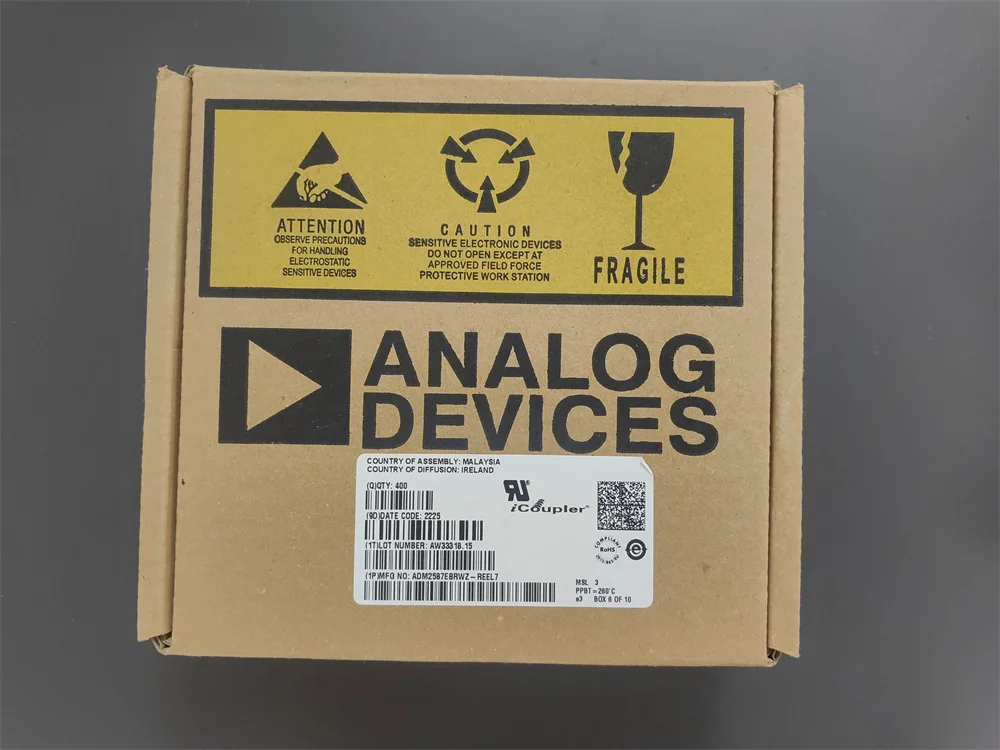 ATTENTION
OBSERVE PRECAUTIONS
FOR HANDLING
ELECTROSTATIC
SENSITIVE DEVICES
CAUTION
SENSITIVE ELECTRONIC DEVICES
DO NOT OPEN EXCEPT AT
APPROVED FIELD FORCE
PROTECTIVE WORK STATION
FRAGILE
ANALOG
DEVICES
COUNTRY OF ASSEMBLY: MALAYSIA
COUNTRY OF DIFFUSION: IRELAND
(Q)QTY: 400
(9D)DATE CODE: 2225
(1T)LOT NUMBER: AW33318.15
(1P)MFG NO: ADM2587EBRWZ-REEL7
iCoupler®
COMPLIANT
RoHS
e
MSL 3
PPBT=260°C
e3 BOX 6 OF 10